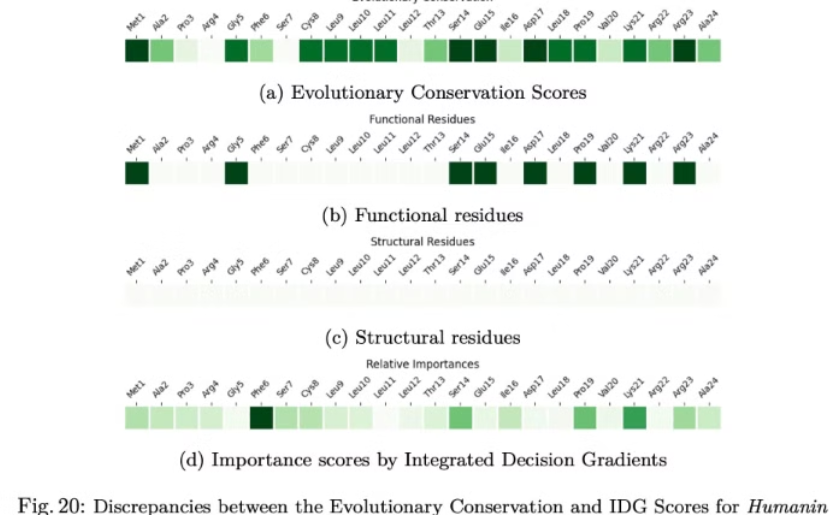 Met1 Ala2 Pro3 Arg4 Gly5 Phe6 Ser7 Cys8 Leu9 Leu10 Leu11 Leu12 Thr13 Ser14 Glu15 Ile16 Asp17 Leu18 Pro19 Val20 Lys21 Arg22 Arg23 Ala24
(a) Evolutionary Conservation Scores
Functional Residues
Met1 Ala2 Pro3 Arg4 Gly5 Phe6 Ser7 Cys8 Leu9 Leu10 Leu11 Leu12 Thr13 Ser14 Glu15 Ile16 Asp17 Leu18 Pro19 Val20 Lys21 Arg22 Arg23 Ala24
(b) Functional residues
Structural Residues
Met1 Ala2 Pro3 Arg4 Gly5 Phe6 Ser7 Cys8 Leu9 Leu10 Leu11 Leu12 Thr13 Ser14 Glu15 Ile16 Asp17 Leu18 Pro19 Val20 Lys21 Arg22 Arg23 Ala24
(c) Structural residues
Relative Importances
Met1 Ala2 Pro3 Arg4 Gly5 Phe6 Ser7 Cys8 Leu9 Leu10 Leu11 Leu12 Thr13 Ser14 Glu15 Ile16 Asp17 Leu18 Pro19 Val20 Lys21 Arg22 Arg23 Ala24
(d) Importance scores by Integrated Decision Gradients
Fig. 20: Discrepancies between the Evolutionary Conservation and IDG Scores for Humanin